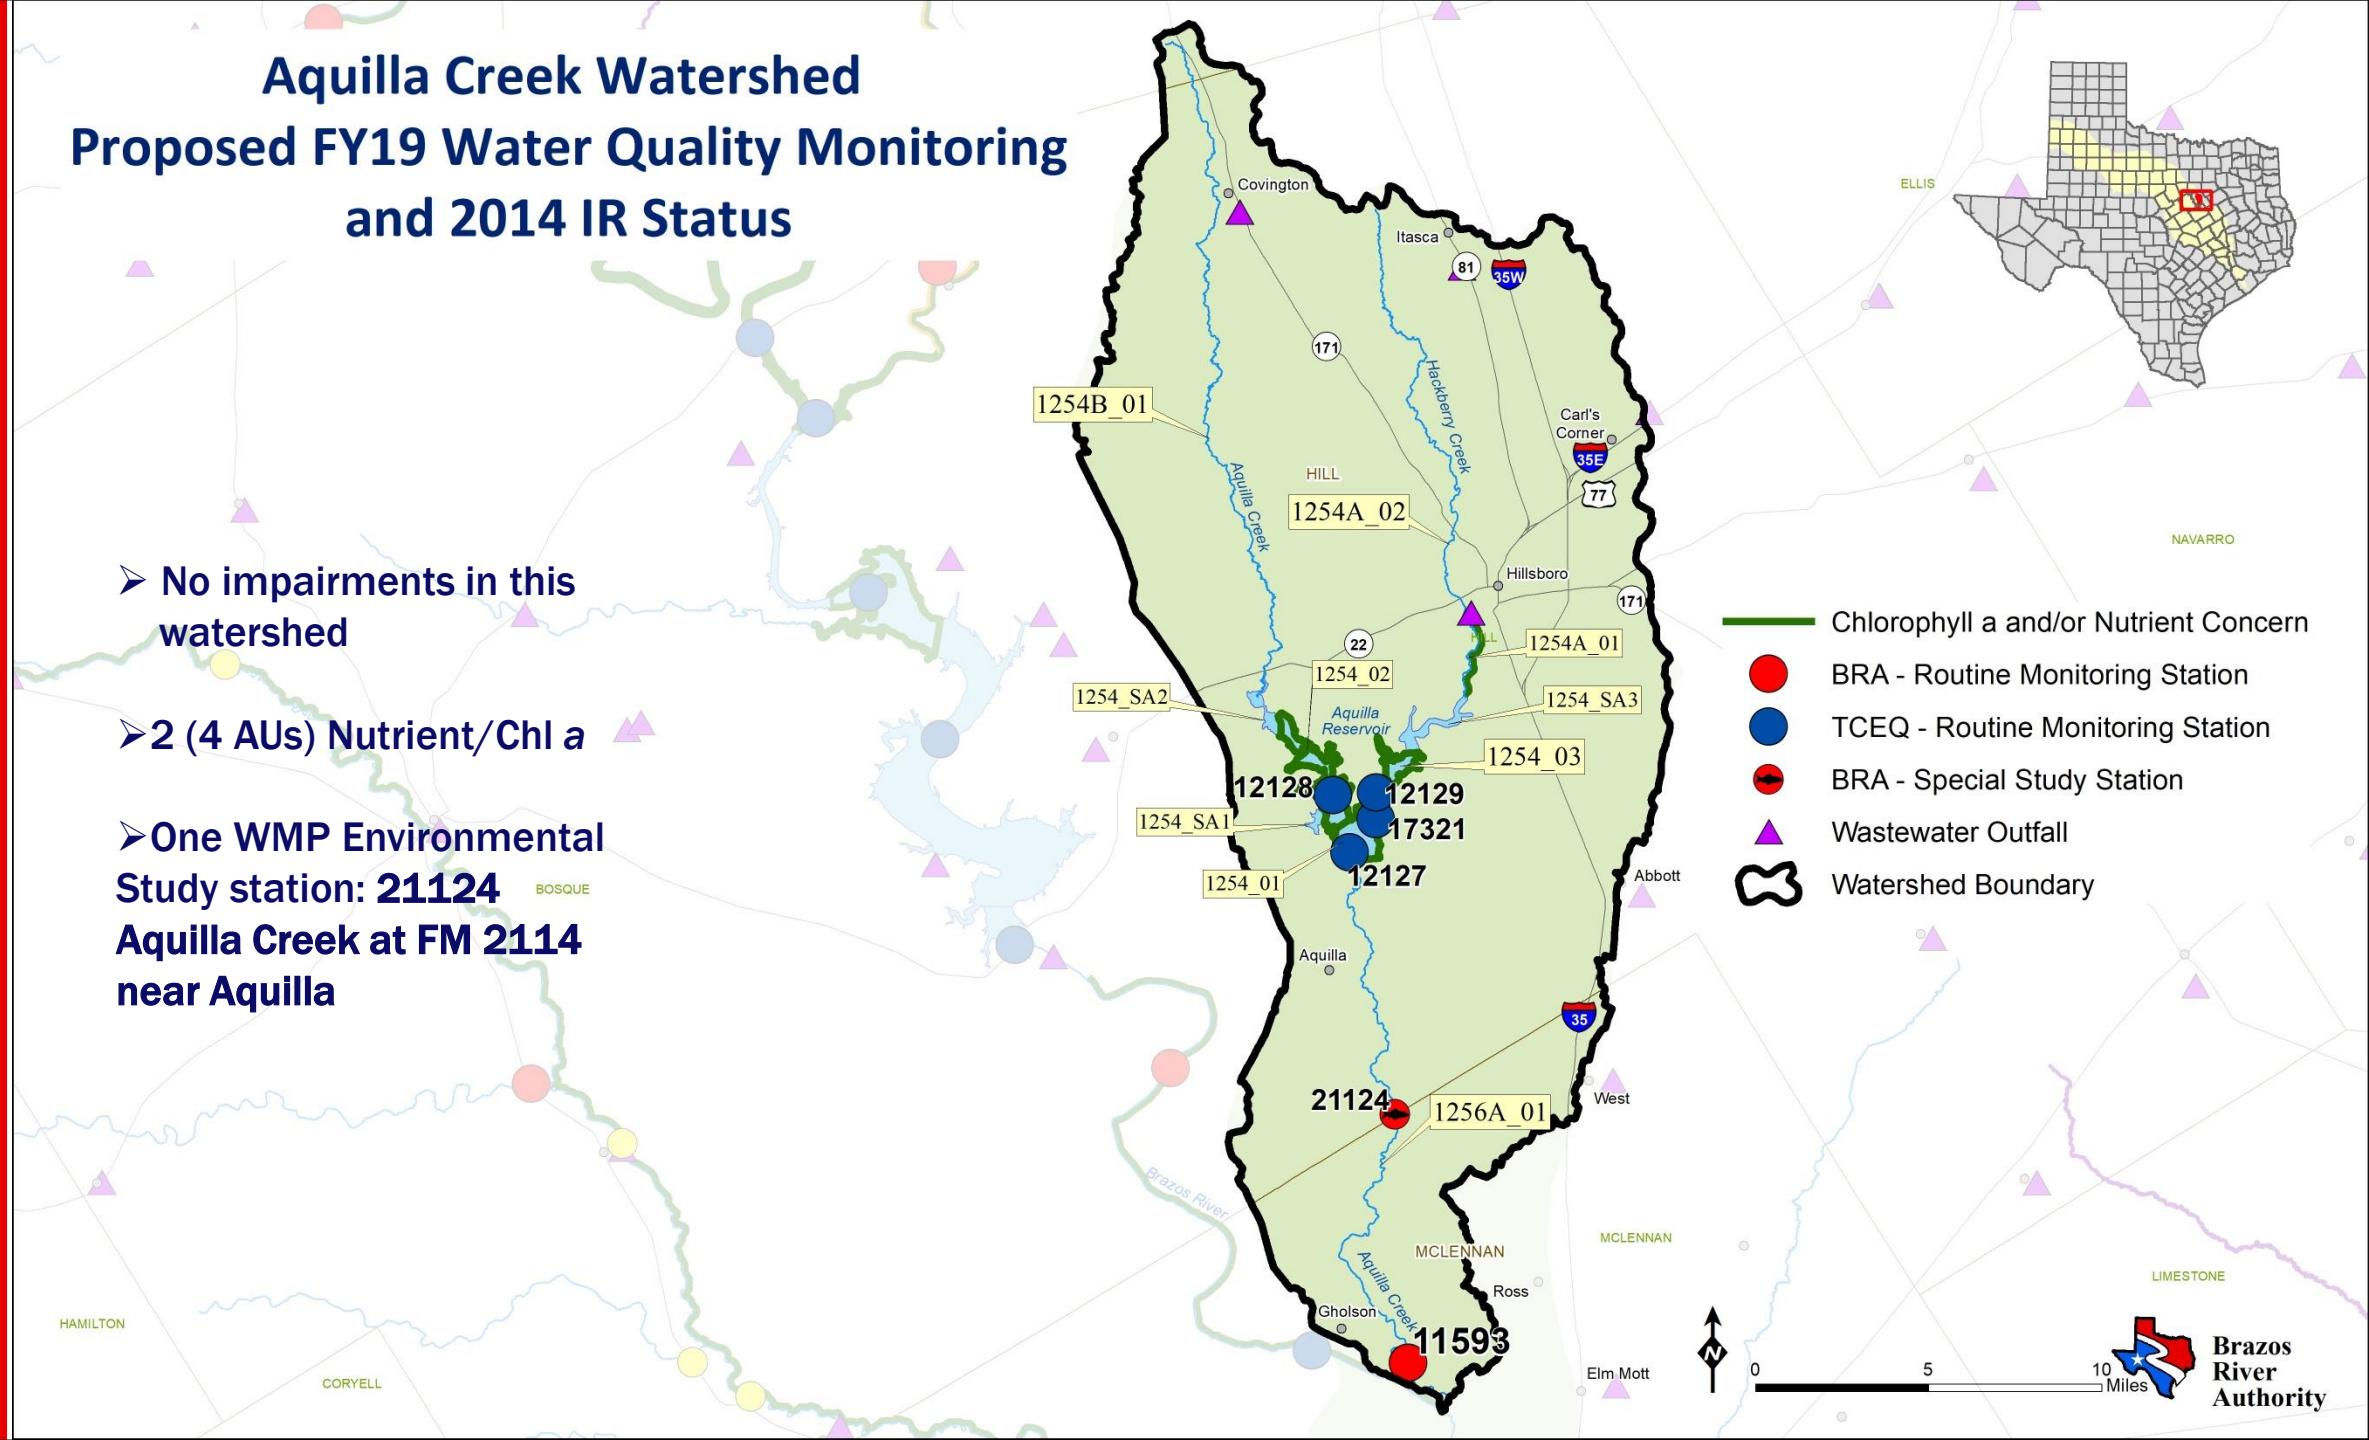 Aquilla Creek Watershed
Proposed FY19 Water Quality Monitoring
and 2014 IR Status
➢ No impairments in this
watershed
➢2 (4 AUs) Nutrient/Chl a
➢One WMP Environmental
Study station: 21124
Aquilla Creek at FM 2114
near Aquilla
Covington
Itasca
81
35W
171
1254B_01
Hackberry Creek
Carl's
Corner
35E
77
HILL
Aquilla Creek
1254A_02
Hillsboro
171
22
HILL
1254A_01
1254_02
1254_SA2
1254_SA3
Aquilla
Reservoir
1254_03
12128
12129
1254_SA1
17321
1254_01
12127
Abbott
Aquilla
35
21124
1256A_01
West
Brazos River
MCLENNAN
MCLENNAN
Aquilla Creek
Ross
Gholson
11593
Elm Mott
ELLIS
NAVARRO
BOSQUE
HAMILTON
CORYELL
LIMESTONE
Chlorophyll a and/or Nutrient Concern
BRA - Routine Monitoring Station
TCEQ - Routine Monitoring Station
BRA - Special Study Station
Wastewater Outfall
Watershed Boundary
N
0 5 10
Miles
Brazos
River
Authority